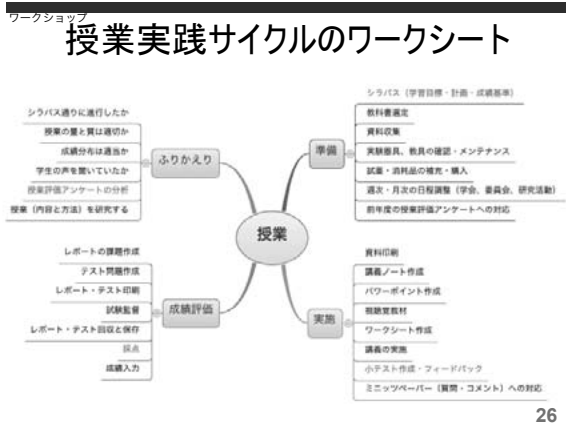 ワークショップ
授業実践サイクルのワークシート
シラバス通りに進行したか
授業の量と質は適切か
成績分布は適当か
学生の声を聞いていたか
授業評価アンケートの分析
授業（内容と方法）を研究する
ふりかえり
シラバス（学習目標・計画・成績基準）
教科書選定
資料収集
実験器具、教具の確認・メンテナンス
試薬・消耗品の補充・購入
週次・月次の日程調整（学会、委員会、研究活動）
前年度の授業評価アンケートへの対応
準備
授業
レポートの課題作成
テスト問題作成
レポート・テスト印刷
試験監督
レポート・テスト回収と保存
採点
成績入力
成績評価
資料印刷
講義ノート作成
パワーポイント作成
視聴覚教材
ワークシート作成
講義の実施
小テスト作成・フィードバック
ミニッツペーパー（質問・コメント）への対応
実施
26